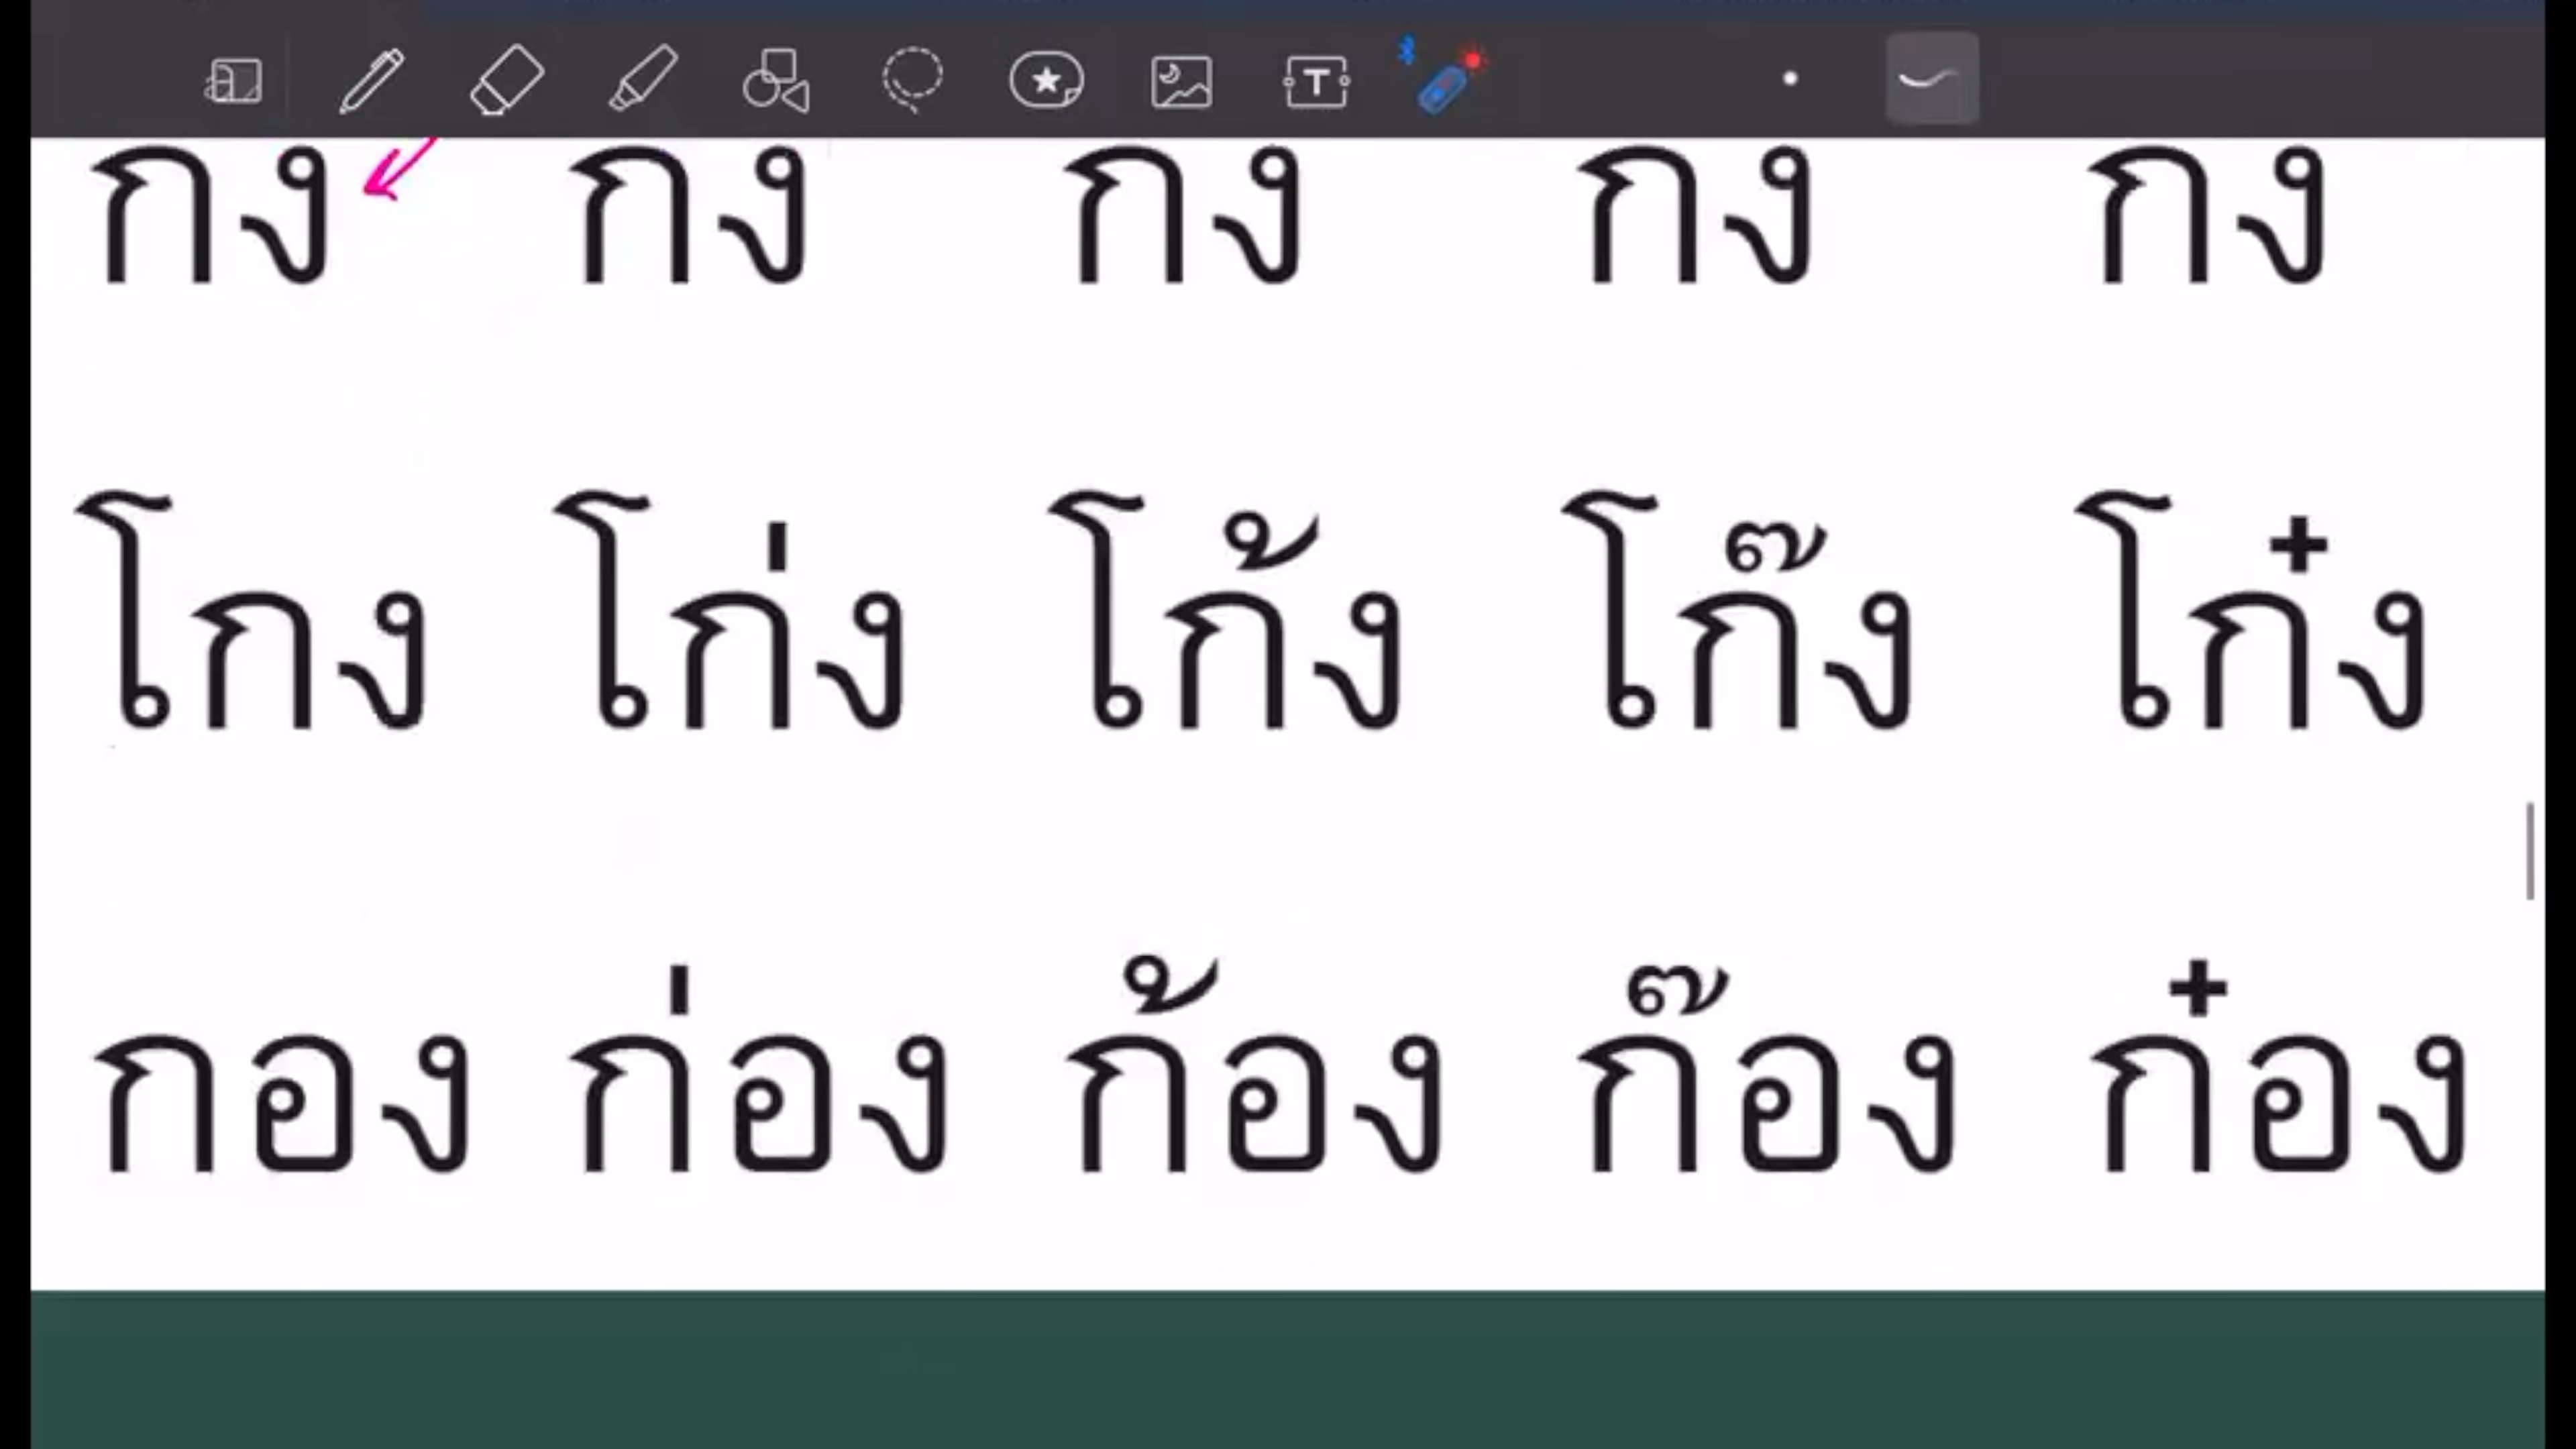 กง กง กง กง กง
โกง โก่ง โก้ง โก๊ง โก๋ง
กอง ก่อง ก้อง ก๊อง ก๋อง